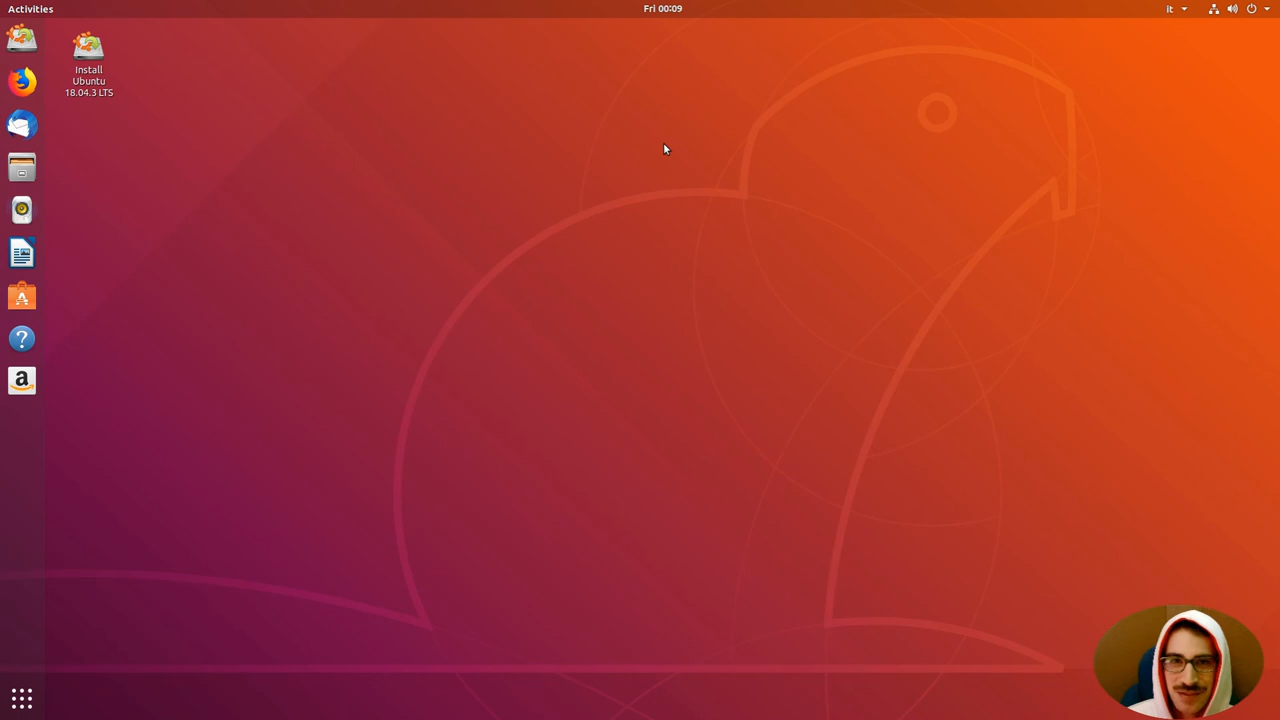 Activities
Fri 00:09
it
Install
Ubuntu
18.04.3 LTS